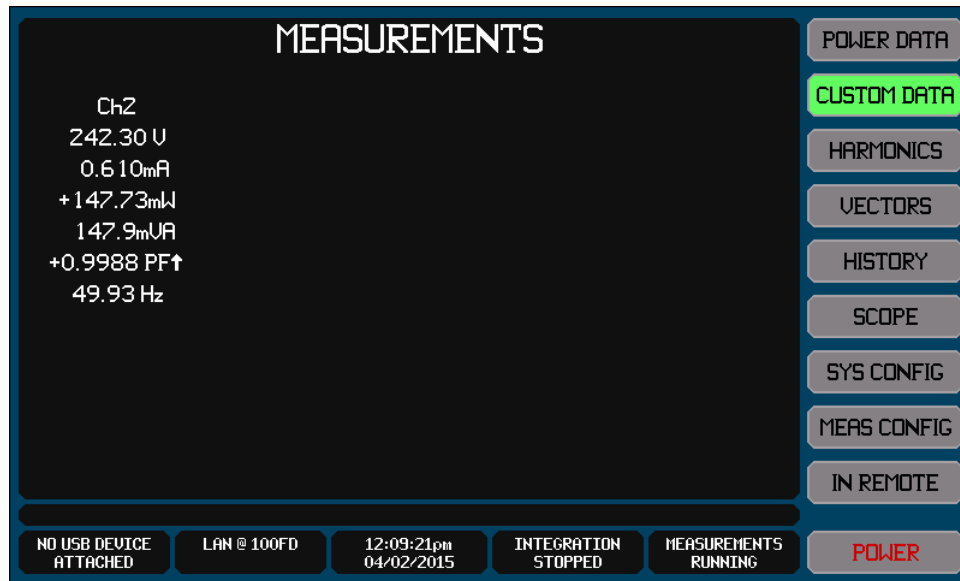 MEASUREMENTS
Ch2
242.30 V
0.610mA
+147.73mW
147.9mVA
+0.9988 PF↑
49.93 Hz
POWER DATA
CUSTOM DATA
HARMONICS
VECTORS
HISTORY
SCOPE
SYS CONFIG
MEAS CONFIG
IN REMOTE
POWER
NO USB DEVICE
ATTACHED
LAN @ 100FD
12:09:21pm
04/02/2015
INTEGRATION
STOPPED
MEASUREMENTS
RUNNING